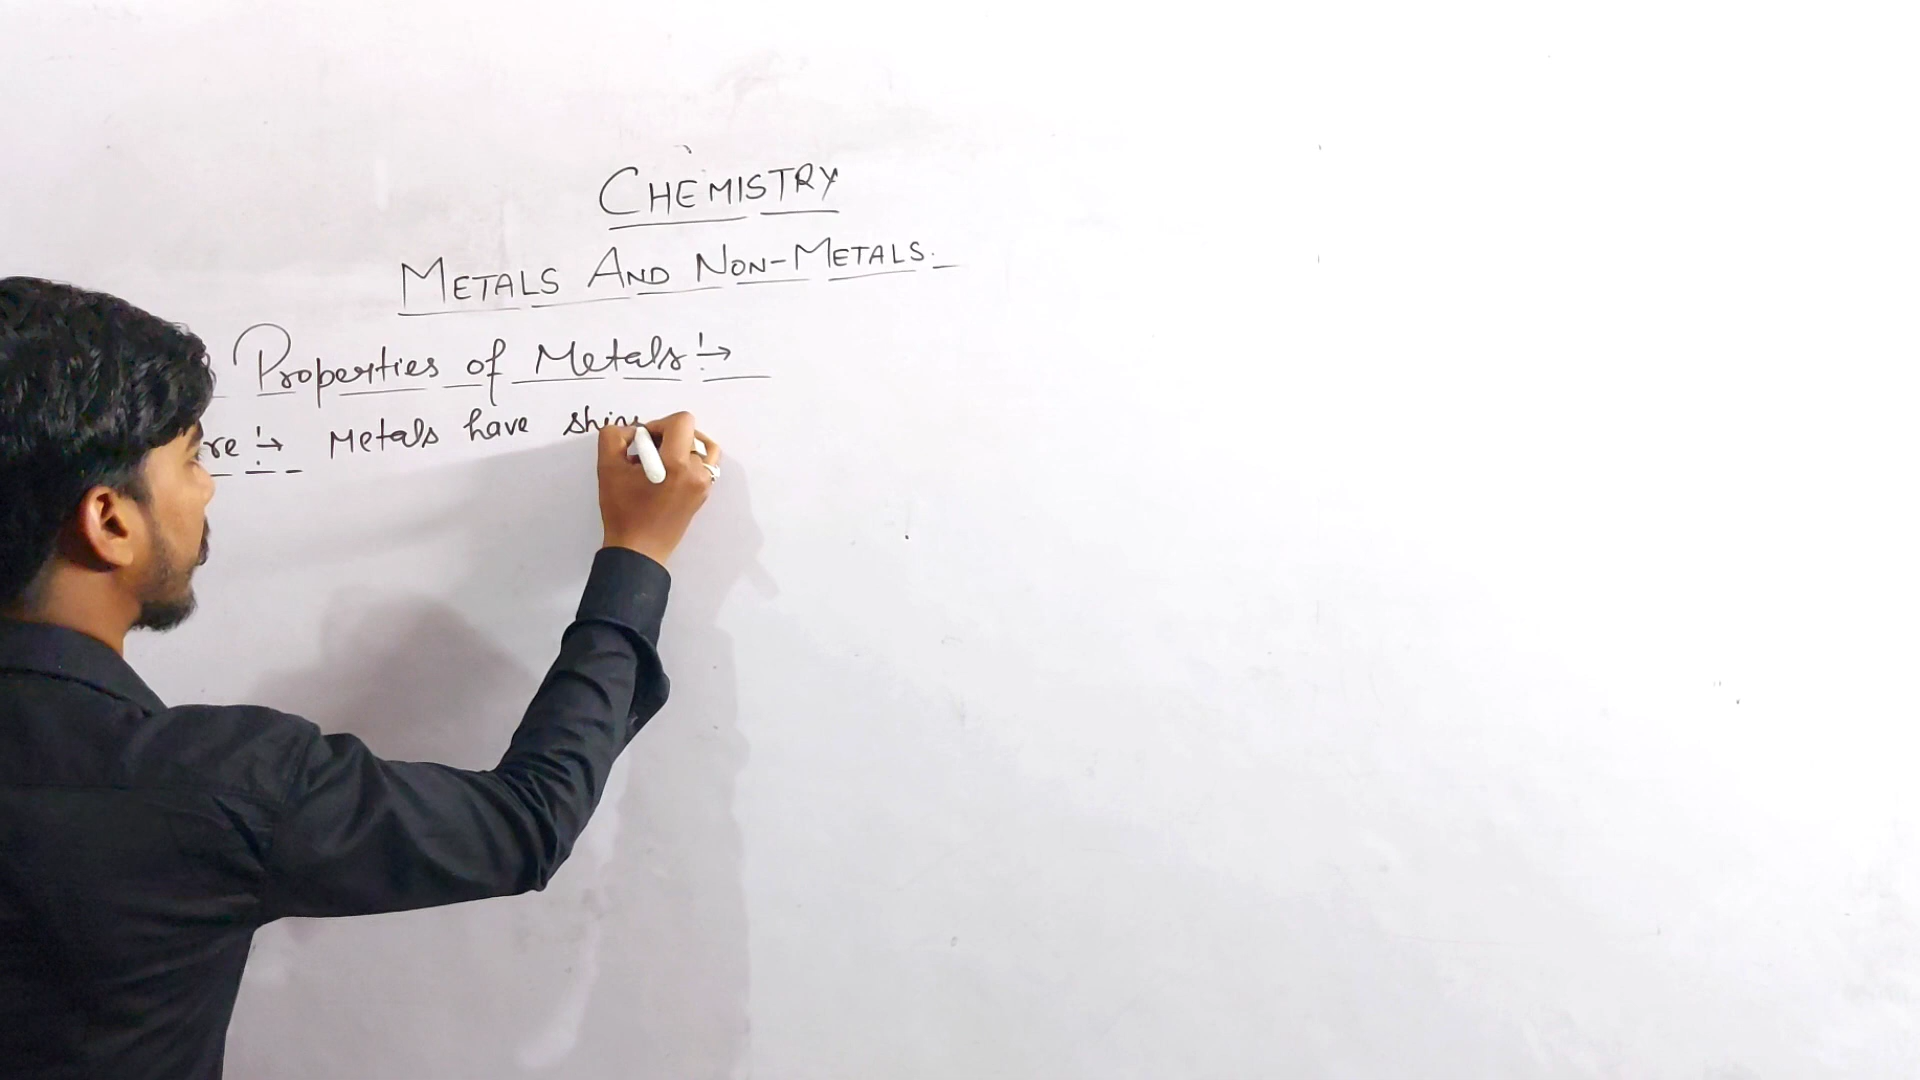 CHEMISTRY
METALS AND NON-METALS.
Properties of Metals :→
re :→ Metals have shin